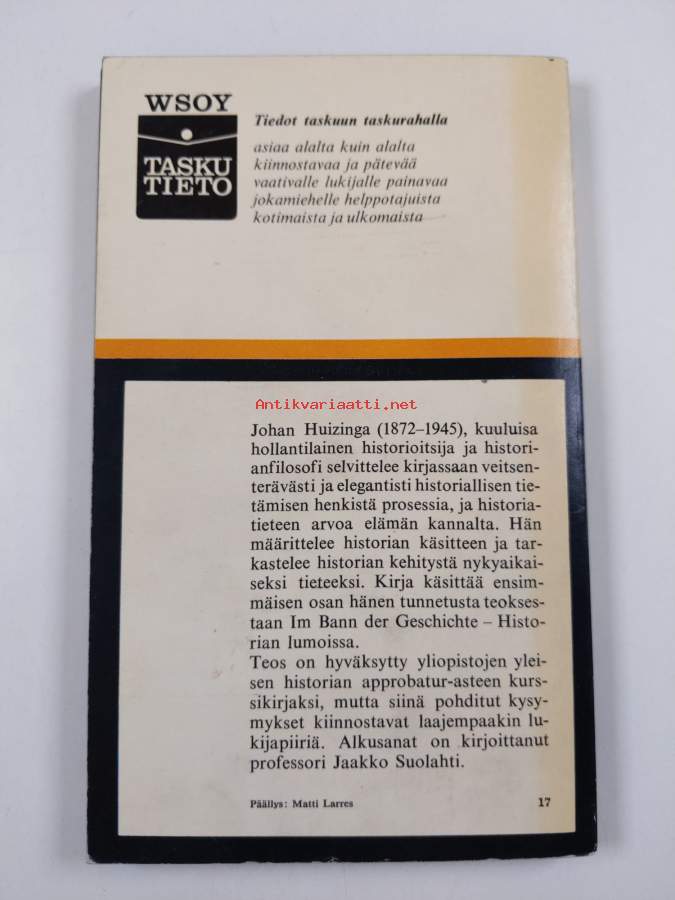 WSOY
TASKU
TIETO
Tiedot taskuun taskurahalla
asiaa alalta kuin alalta
kiinnostavaa ja pätevää
vaativalle lukijalle painavaa
jokamiehelle helppotajuista
kotimaista ja ulkomaista
Antikvariaatti.net
Johan Huizinga (1872–1945), kuuluisa
hollantilainen historioitsija ja histori-
anfilosofi selvittelee kirjassaan veitsen-
terävästi ja elegantisti historiallisen tie-
tämisen henkistä prosessia, ja historia-
tieteen arvoa elämän kannalta. Hän
määrittelee historian käsitteen ja tar-
kastelee historian kehitystä nykyaikai-
seksi tieteeksi. Kirja käsittää ensim-
mäisen osan hänen tunnetusta teokses-
taan Im Bann der Geschichte – Histo-
rian lumoissa.
Teos on hyväksytty yliopistojen ylei-
sen historian approbatur-asteen kurs-
sikirjaksi, mutta siinä pohditut kysy-
mykset kiinnostavat laajempaakin lu-
kijapiiriä. Alkusanat on kirjoittanut
professori Jaakko Suolahti.
Päällys: Matti Larres 17